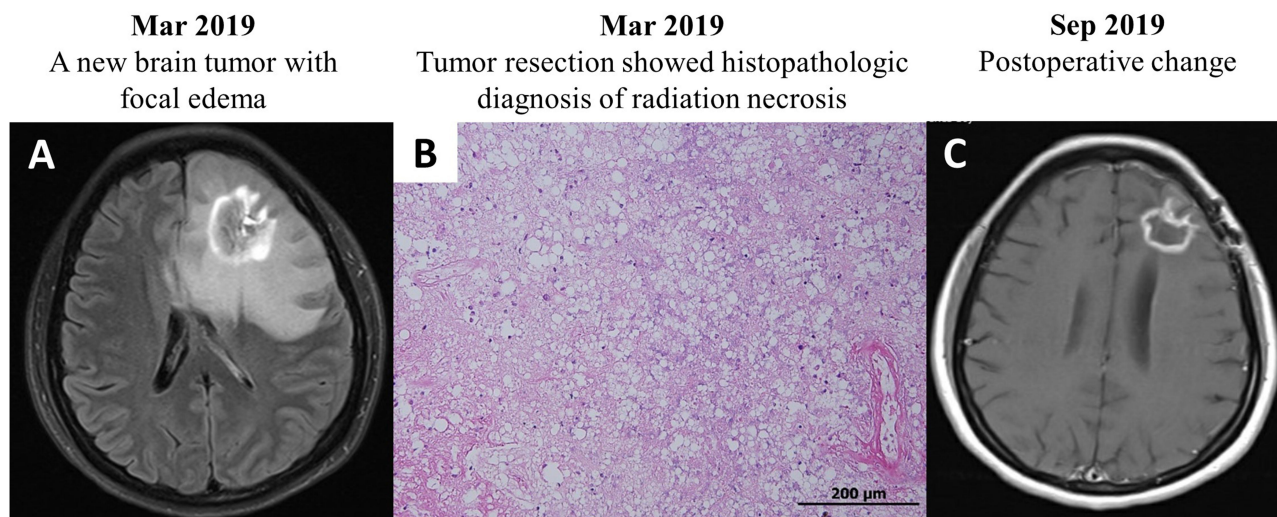 Mar 2019
A new brain tumor with
focal edema
Mar 2019
Tumor resection showed histopathologic
diagnosis of radiation necrosis
Sep 2019
Postoperative change
A
B
200 µm
C